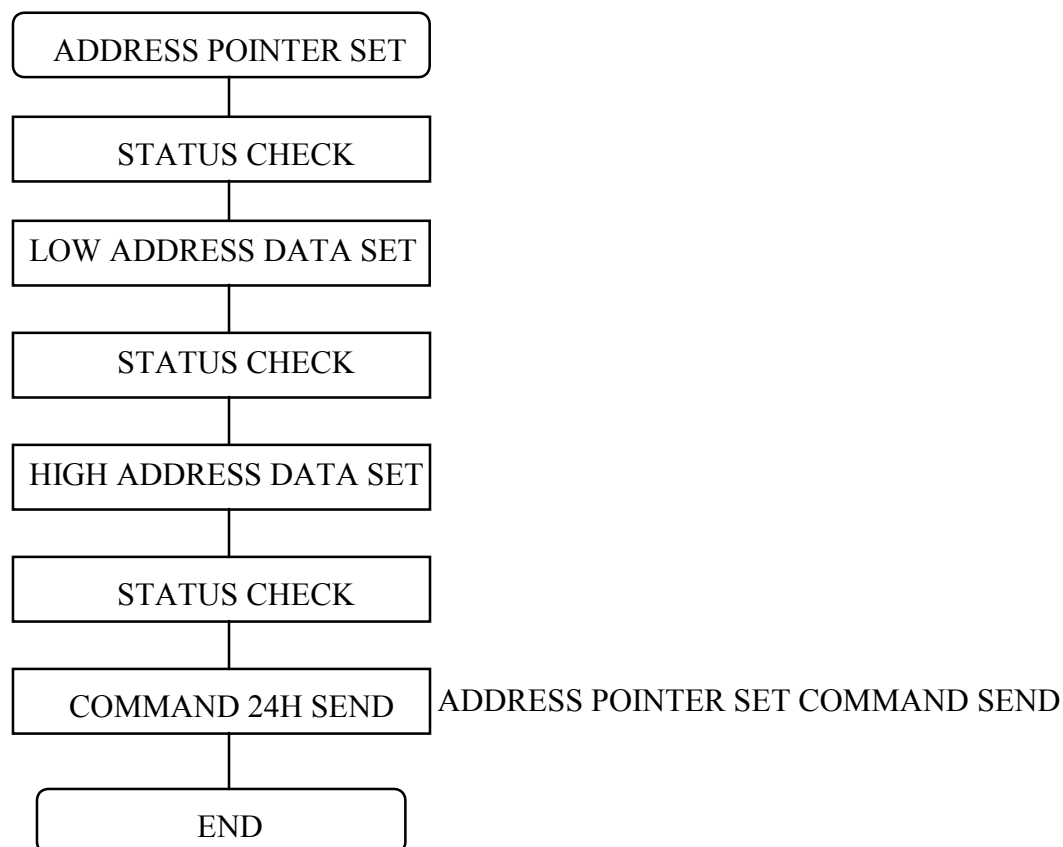 ADDRESS POINTER SET
STATUS CHECK
LOW ADDRESS DATA SET
STATUS CHECK
HIGH ADDRESS DATA SET
STATUS CHECK
COMMAND 24H SEND
ADDRESS POINTER SET COMMAND SEND
END